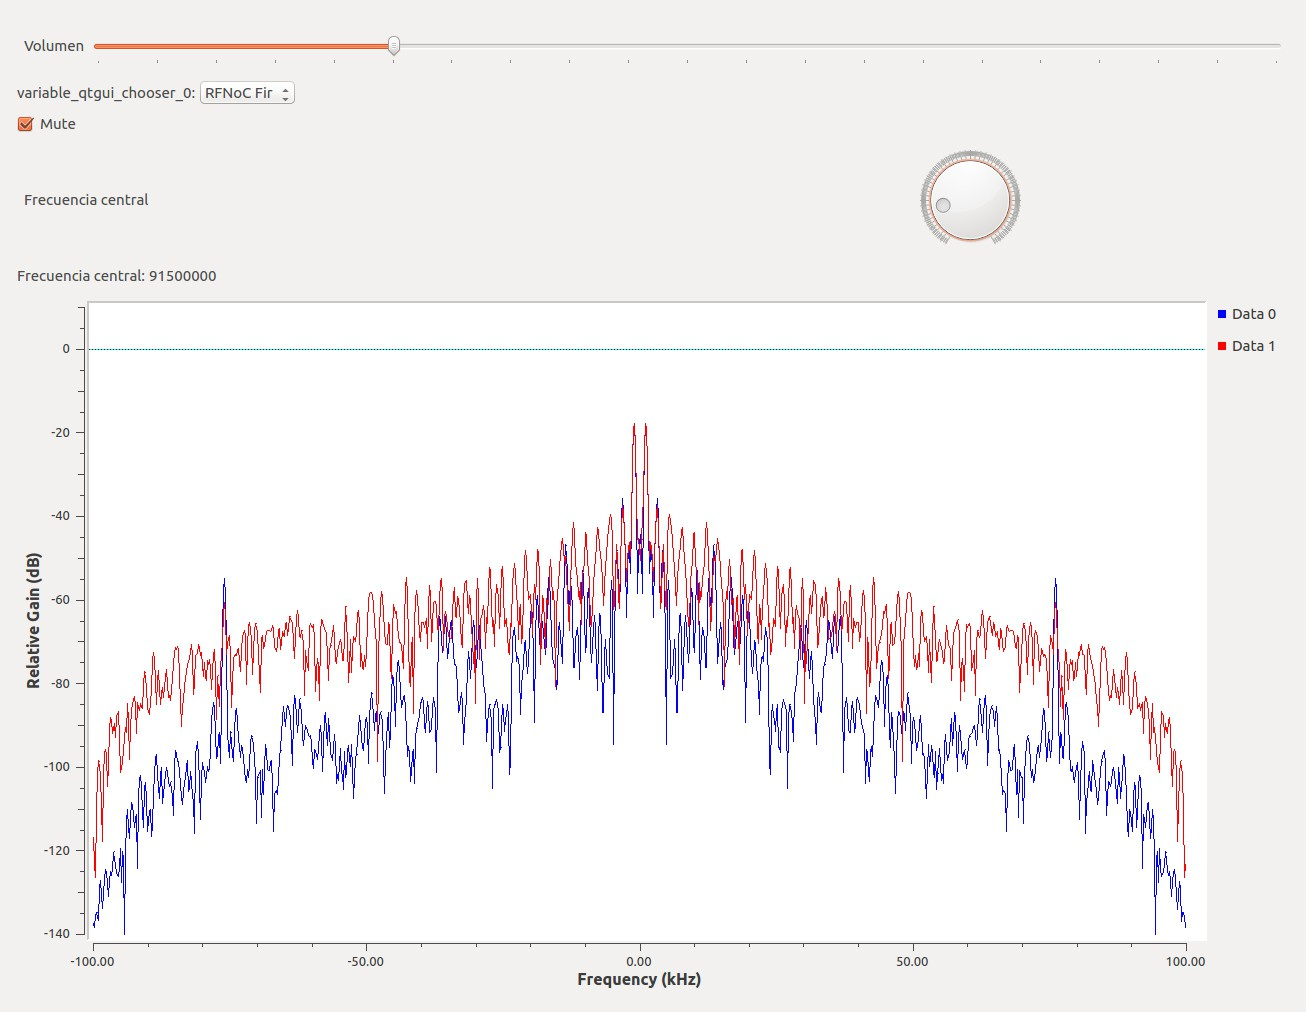 Volumen
variable_qtgui_chooser_0: RFNoC Fir
Mute
Frecuencia central
Frecuencia central: 91500000
Data 0
Data 1
0
-20
-40
-60
-80
-100
-120
-140
Relative Gain (dB)
-100.00 -50.00 0.00 50.00 100.00
Frequency (kHz)